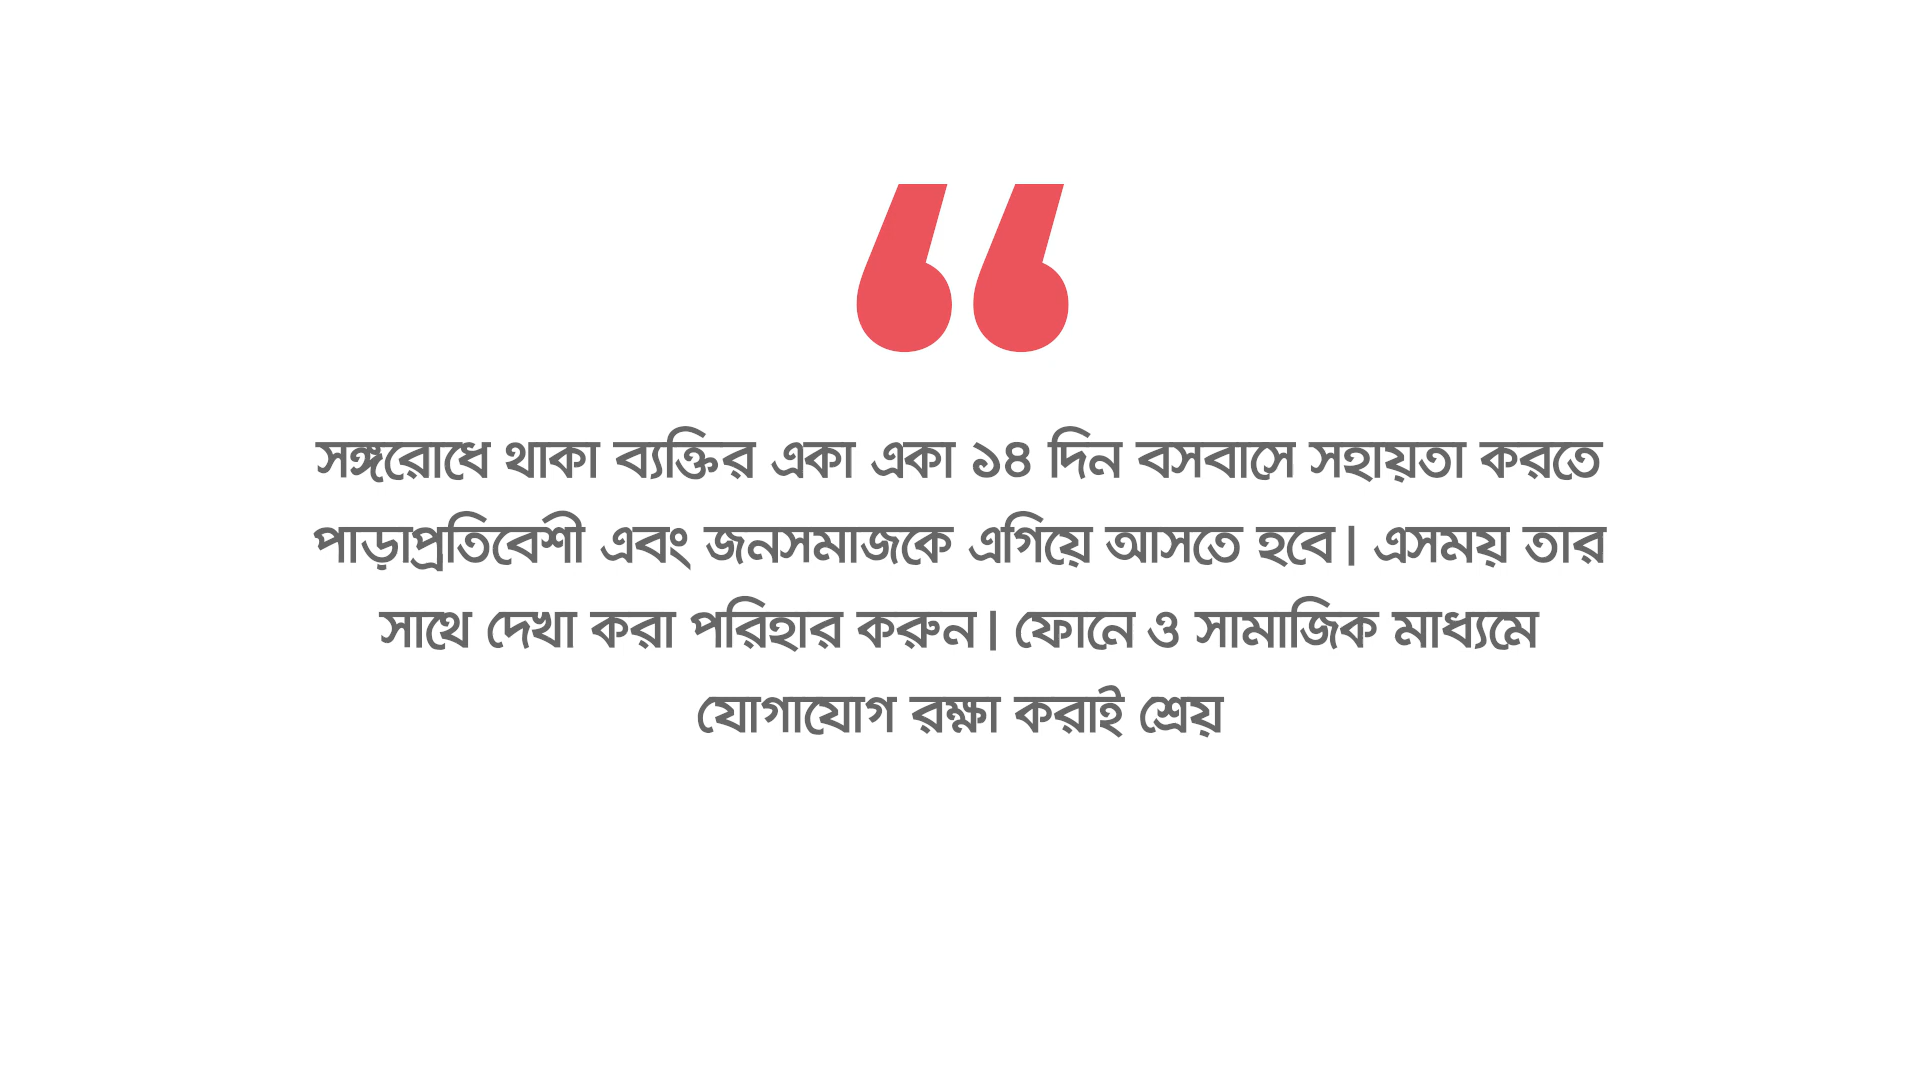 “
সঙ্গরোধে থাকা ব্যক্তির একা একা ১৪ দিন বসবাসে সহায়তা করতে
পাড়াপ্রতিবেশী এবং জনসমাজকে এগিয়ে আসতে হবে। এসময় তার
সাথে দেখা করা পরিহার করুন। ফোনে ও সামাজিক মাধ্যমে
যোগাযোগ রক্ষা করাই শ্রেয়